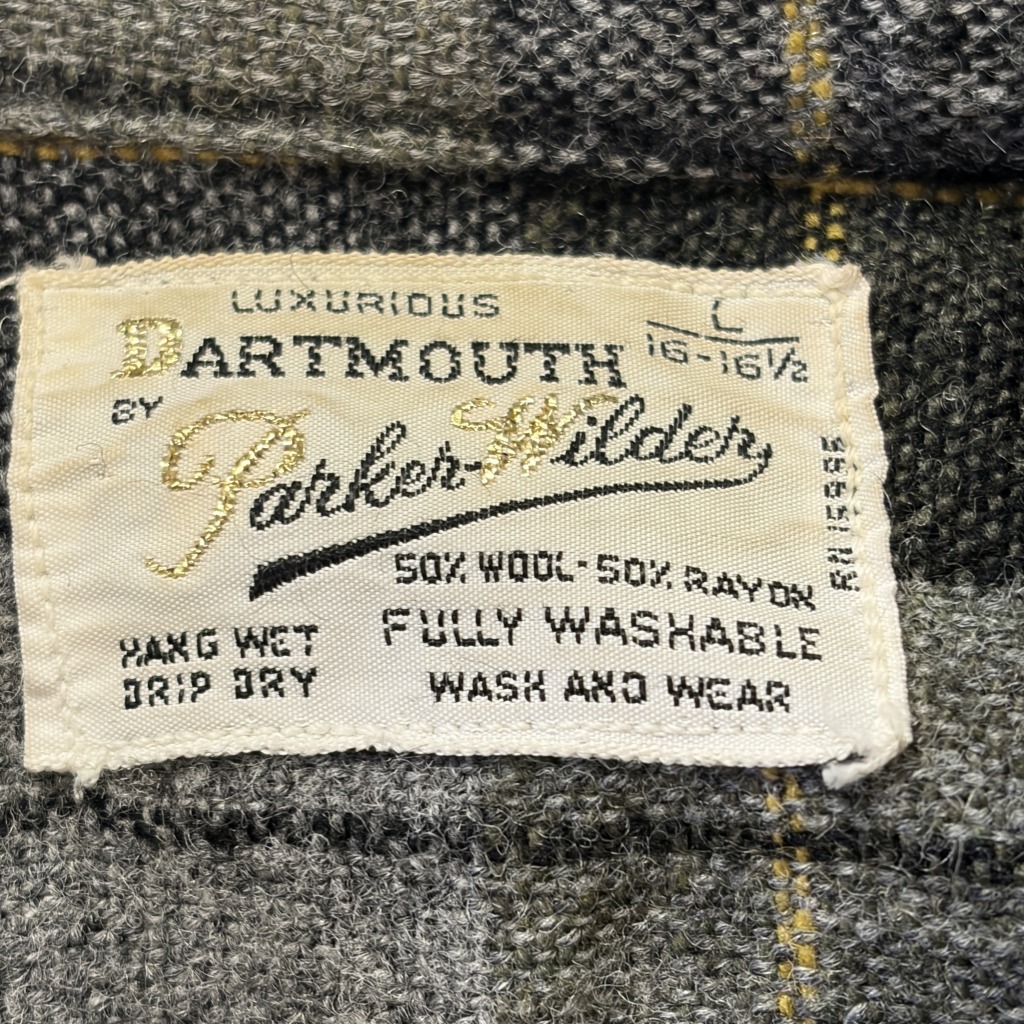 LUXURIOUS
DARTMOUTH
L
16-16½
BY
Parker-Wilder
RN 15995
50% WOOL-50% RAYON
FULLY WASHABLE
WASH AND WEAR
HANG WET
DRIP DRY